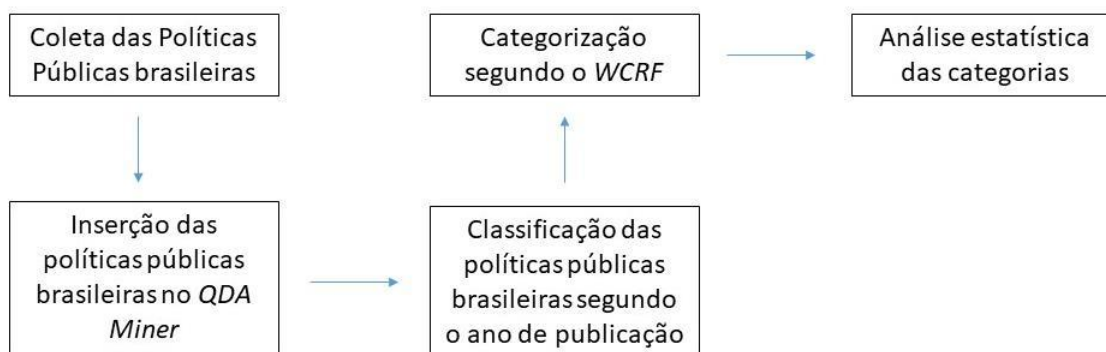 Coleta das Políticas
Públicas brasileiras
Inserção das
políticas públicas
brasileiras no QDA
Miner
Classificação das
políticas públicas
brasileiras segundo
o ano de publicação
Categorização
segundo o WCRF
Análise estatística
das categorias